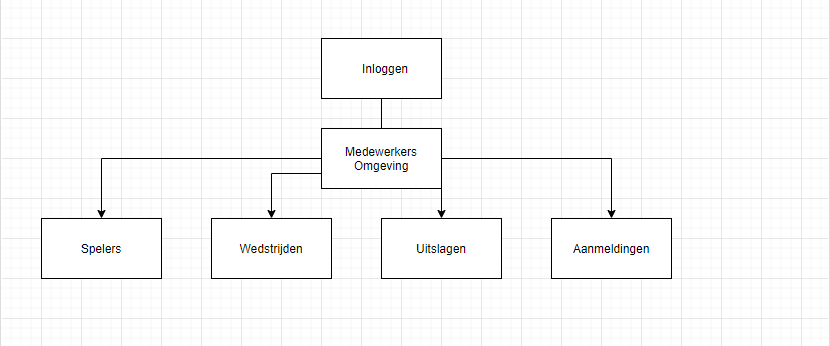 Inloggen
Medewerkers
Omgeving
Spelers
Wedstrijden
Uitslagen
Aanmeldingen